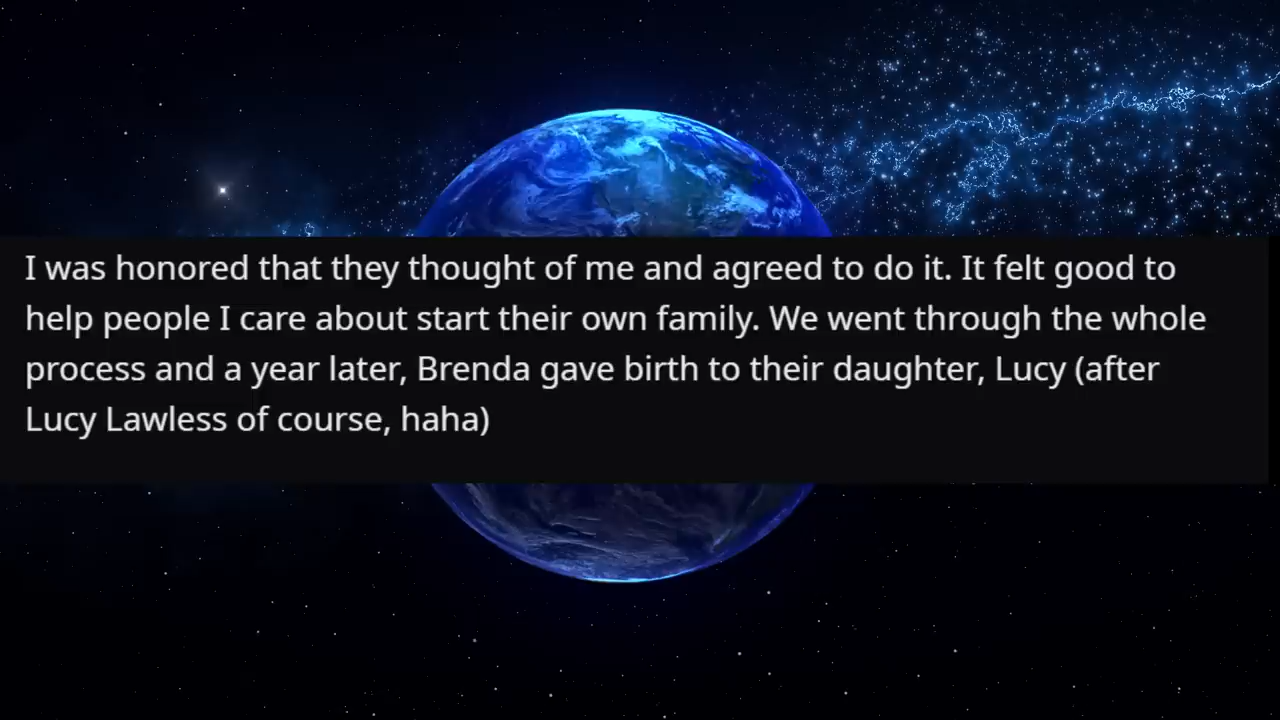 I was honored that they thought of me and agreed to do it. It felt good to
help people I care about start their own family. We went through the whole
process and a year later, Brenda gave birth to their daughter, Lucy (after
Lucy Lawless of course, haha)